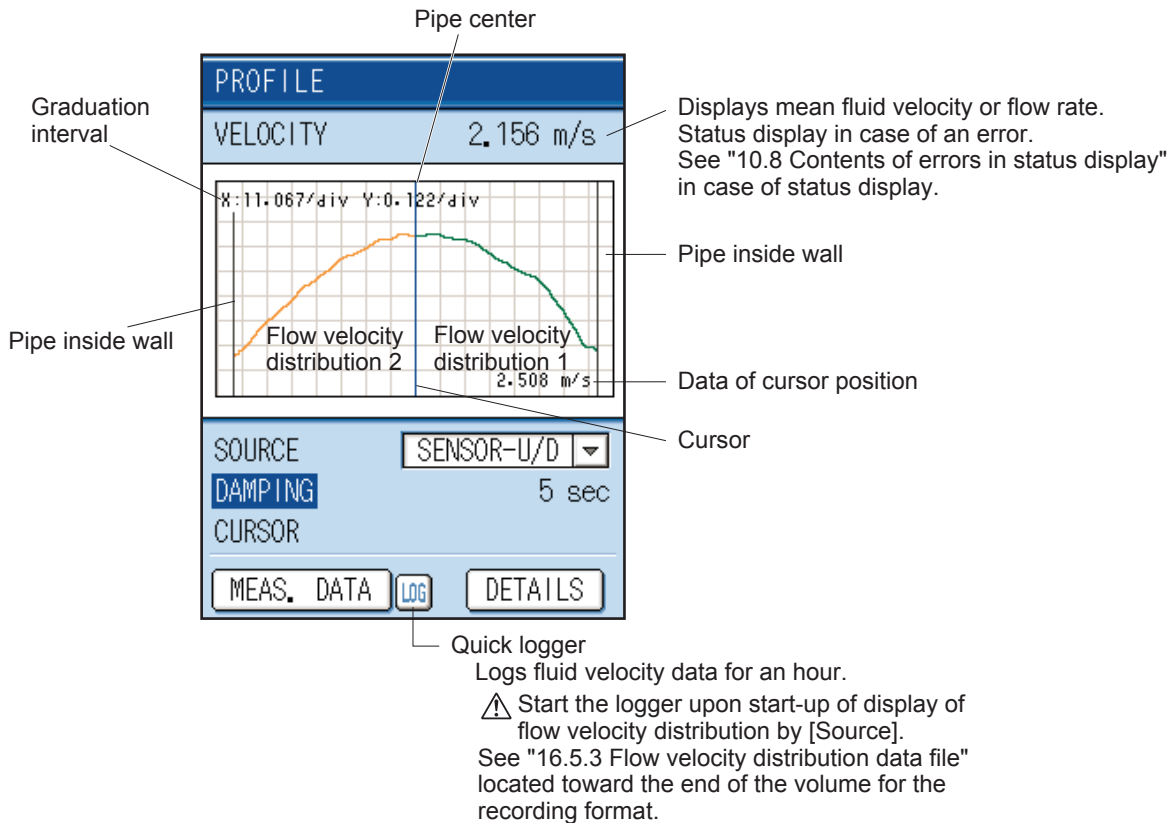 Pipe center
PROFILE
Graduation
interval
VELOCITY 2.156 m/s
Displays mean fluid velocity or flow rate.
Status display in case of an error.
See "10.8 Contents of errors in status display"
in case of status display.
X:11.067/div Y:0.122/div
Pipe inside wall
Pipe inside wall
Flow velocity
distribution 2
Flow velocity
distribution 1
2.508 m/s
Data of cursor position
Cursor
SOURCE SENSOR-U/D
DAMPING 5 sec
CURSOR
MEAS. DATA LOG DETAILS
Quick logger
Logs fluid velocity data for an hour.
Start the logger upon start-up of display of
flow velocity distribution by [Source].
See "16.5.3 Flow velocity distribution data file"
located toward the end of the volume for the
recording format.